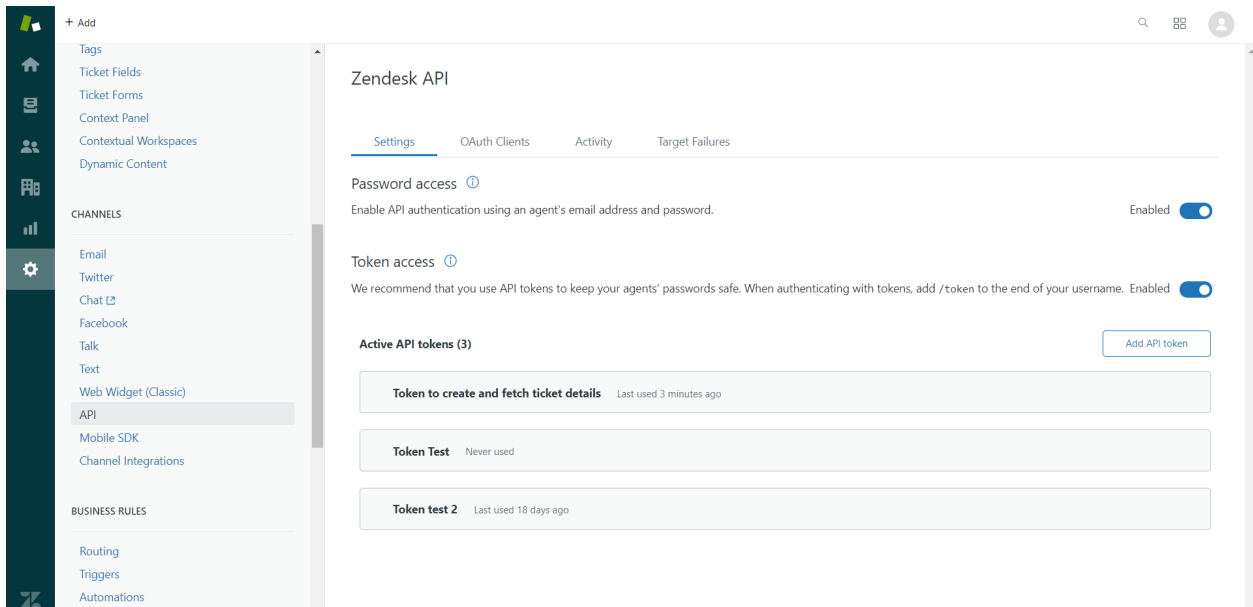 + Add
Tags
Ticket Fields
Ticket Forms
Context Panel
Contextual Workspaces
Dynamic Content
CHANNELS
Email
Twitter
Chat
Facebook
Talk
Text
Web Widget (Classic)
API
Mobile SDK
Channel Integrations
BUSINESS RULES
Routing
Triggers
Automations
Zendesk API
Settings OAuth Clients Activity Target Failures
Password access
Enable API authentication using an agent's email address and password. Enabled
Token access
We recommend that you use API tokens to keep your agents' passwords safe. When authenticating with tokens, add /token to the end of your username. Enabled
Active API tokens (3) Add API token
Token to create and fetch ticket details Last used 3 minutes ago
Token Test Never used
Token test 2 Last used 18 days ago